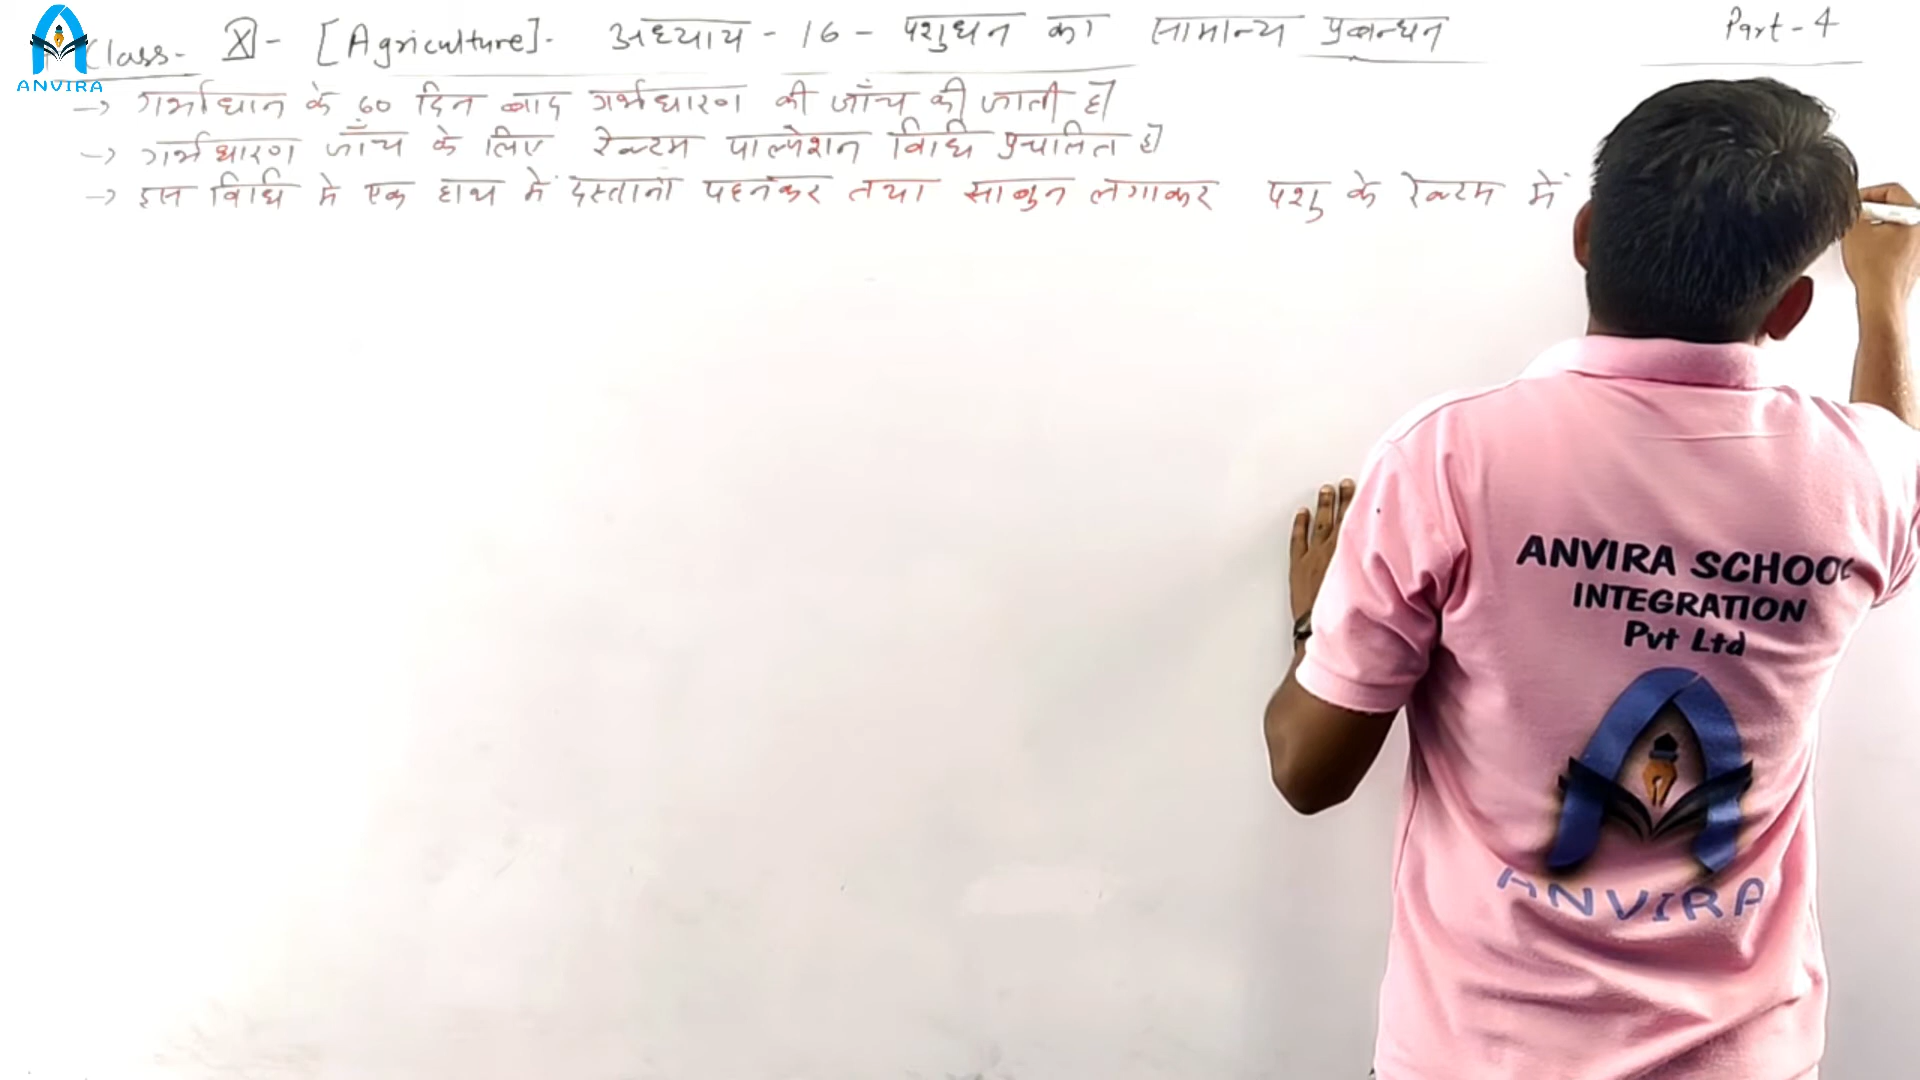 Class - X - [Agriculture]. अध्याय - 16 - पशुधन का सामान्य प्रबन्धन Part - 4
ANVIRA
→ गर्भाधान के 60 दिन बाद गर्भधारण की जाँच की जाती है।
→ गर्भधारण जाँच के लिए रेक्टम पाल्पेशन विधि प्रचलित है।
→ इस विधि मे एक हाथ में दस्ताना पहनकर तथा साबुन लगाकर पशु के रेक्टम में
ANVIRA SCHOOL
INTEGRATION
Pvt Ltd
ANVIRA